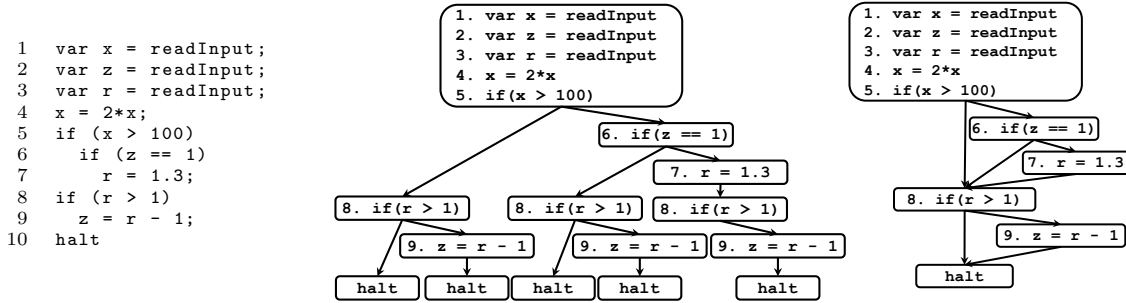 1 var x = readInput;
2 var z = readInput;
3 var r = readInput;
4 x = 2*x;
5 if (x > 100)
6 if (z == 1)
7 r = 1.3;
8 if (r > 1)
9 z = r - 1;
10 halt
1. var x = readInput
2. var z = readInput
3. var r = readInput
4. x = 2*x
5. if(x > 100)
6. if(z == 1)
7. r = 1.3
8. if(r > 1)
8. if(r > 1)
8. if(r > 1)
9. z = r - 1
9. z = r - 1
9. z = r - 1
halt
halt
halt
halt
halt
1. var x = readInput
2. var z = readInput
3. var r = readInput
4. x = 2*x
5. if(x > 100)
6. if(z == 1)
7. r = 1.3
8. if(r > 1)
9. z = r - 1
halt